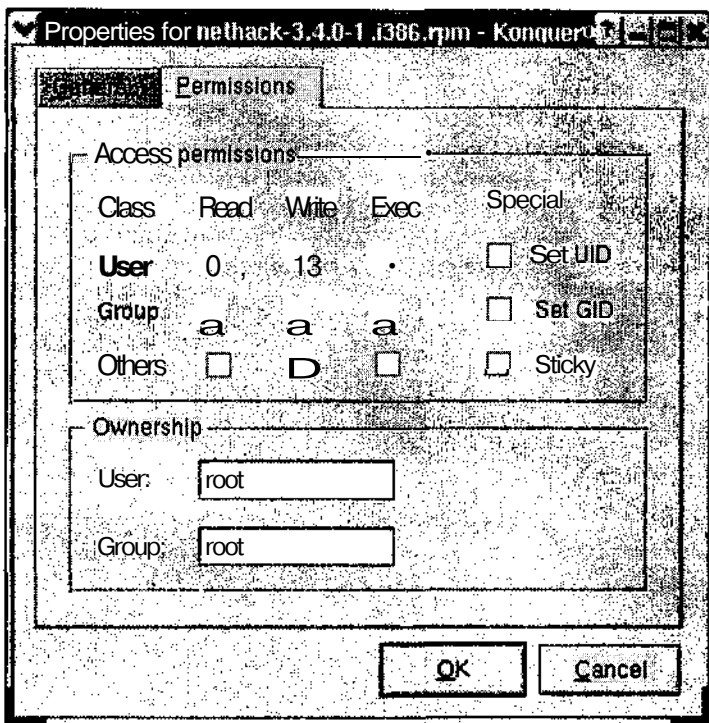 Properties for nethack-3.4.0-1.i386.rpm - Konquero
Permissions
Access permissions
Class Read Write Exec Special
User 0 13 Set UID
Group a a a Set GID
Others D Sticky
Ownership
User: root
Group: root
OK Cancel